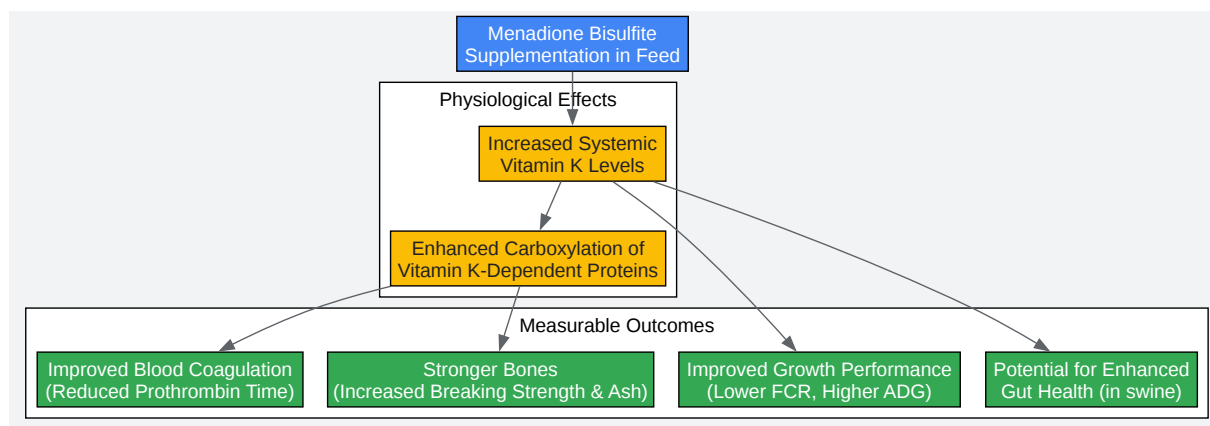 Menadione Bisulfite
Supplementation in Feed
Physiological Effects
Increased Systemic
Vitamin K Levels
Enhanced Carboxylation of
Vitamin K-Dependent Proteins
Measurable Outcomes
Improved Blood Coagulation
(Reduced Prothrombin Time)
Stronger Bones
(Increased Breaking Strength & Ash)
Improved Growth Performance
(Lower FCR, Higher ADG)
Potential for Enhanced
Gut Health (in swine)